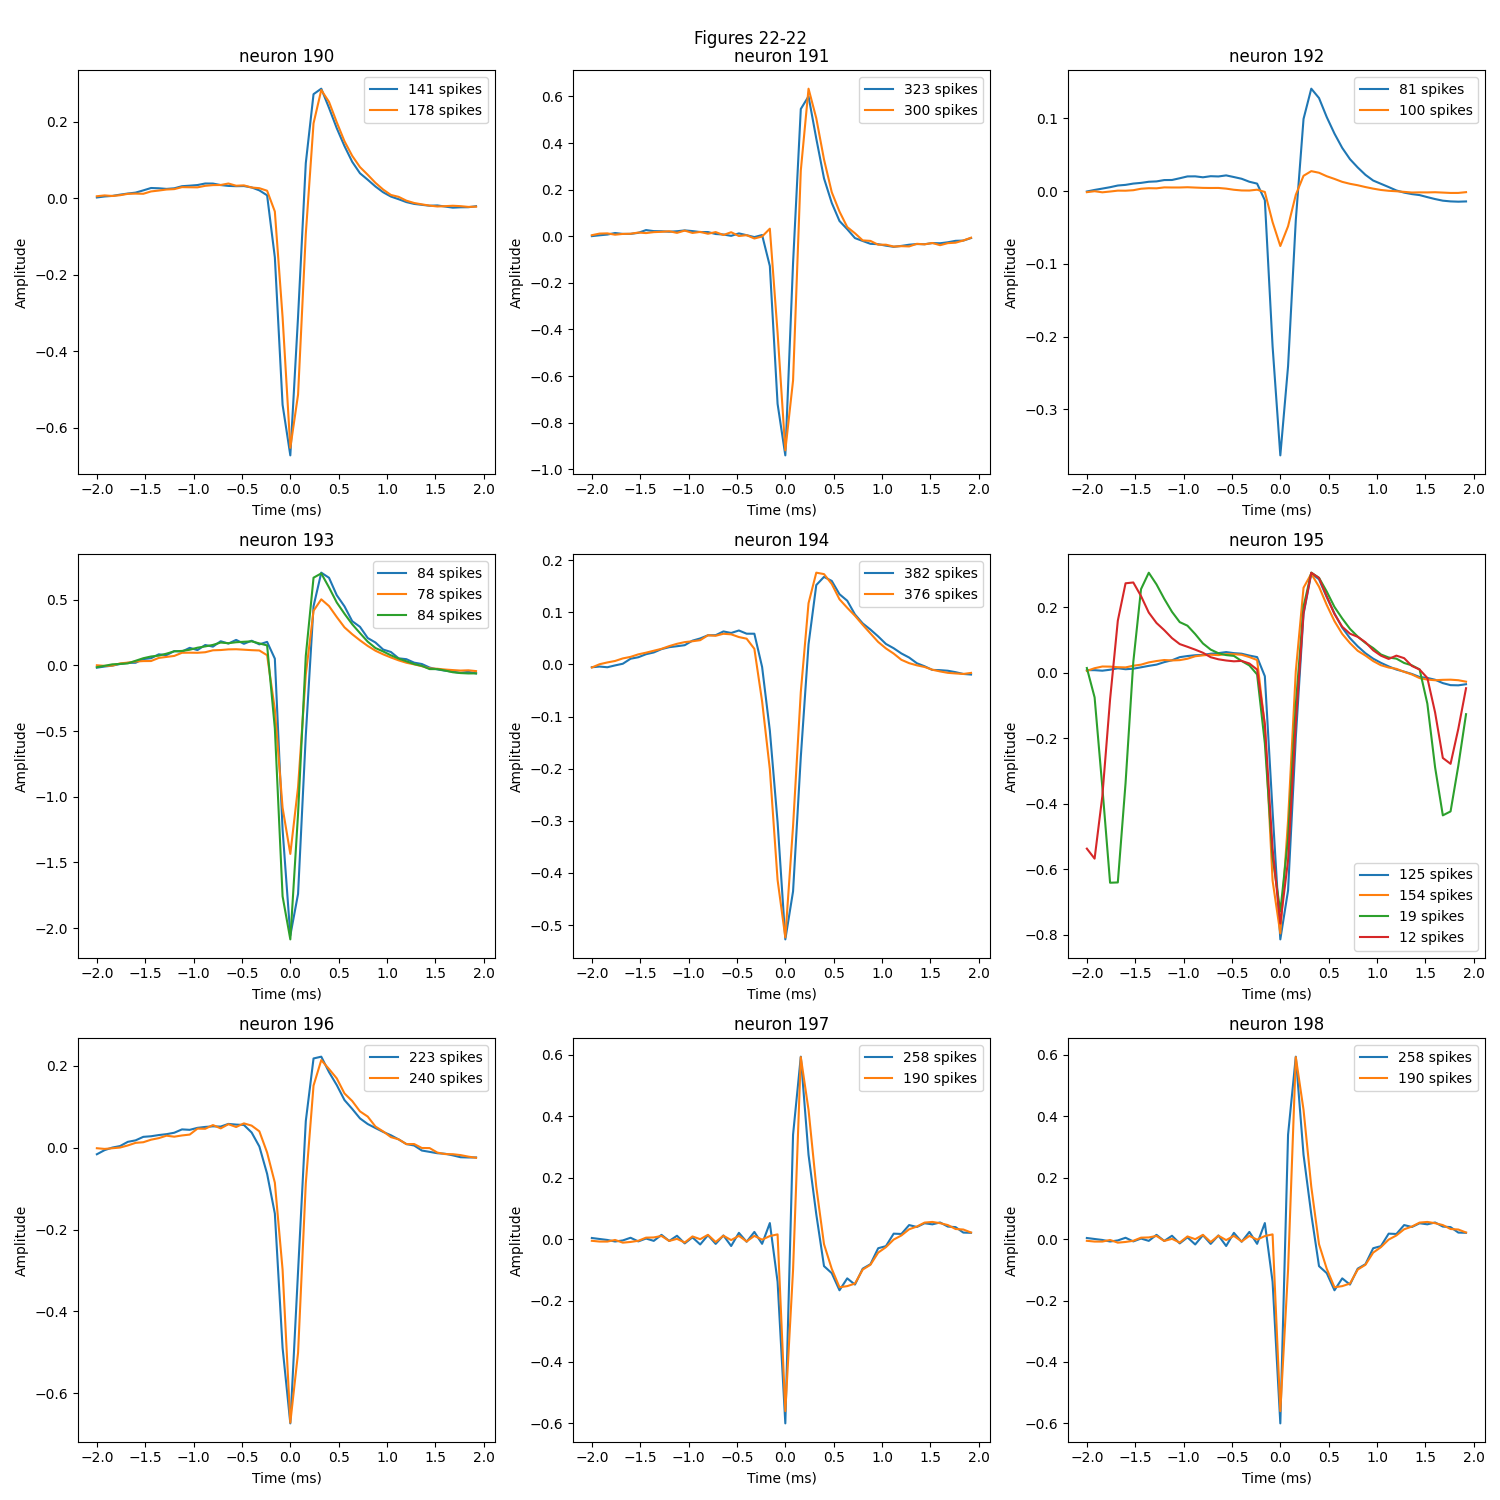 Figures 22-22
neuron 190
141 spikes
178 spikes
Amplitude
0.2
0.0
−0.2
−0.4
−0.6
−2.0 −1.5 −1.0 −0.5 0.0 0.5 1.0 1.5 2.0
Time (ms)
neuron 191
323 spikes
300 spikes
Amplitude
0.6
0.4
0.2
0.0
−0.2
−0.4
−0.6
−0.8
−1.0
−2.0 −1.5 −1.0 −0.5 0.0 0.5 1.0 1.5 2.0
Time (ms)
neuron 192
81 spikes
100 spikes
Amplitude
0.1
0.0
−0.1
−0.2
−0.3
−2.0 −1.5 −1.0 −0.5 0.0 0.5 1.0 1.5 2.0
Time (ms)
neuron 193
84 spikes
78 spikes
84 spikes
Amplitude
0.5
0.0
−0.5
−1.0
−1.5
−2.0
−2.0 −1.5 −1.0 −0.5 0.0 0.5 1.0 1.5 2.0
Time (ms)
neuron 194
382 spikes
376 spikes
Amplitude
0.2
0.1
0.0
−0.1
−0.2
−0.3
−0.4
−0.5
−2.0 −1.5 −1.0 −0.5 0.0 0.5 1.0 1.5 2.0
Time (ms)
neuron 195
Amplitude
0.2
0.0
−0.2
−0.4
−0.6
−0.8
125 spikes
154 spikes
19 spikes
12 spikes
−2.0 −1.5 −1.0 −0.5 0.0 0.5 1.0 1.5 2.0
Time (ms)
neuron 196
223 spikes
240 spikes
Amplitude
0.2
0.0
−0.2
−0.4
−0.6
−2.0 −1.5 −1.0 −0.5 0.0 0.5 1.0 1.5 2.0
Time (ms)
neuron 197
258 spikes
190 spikes
Amplitude
0.6
0.4
0.2
0.0
−0.2
−0.4
−0.6
−2.0 −1.5 −1.0 −0.5 0.0 0.5 1.0 1.5 2.0
Time (ms)
neuron 198
258 spikes
190 spikes
Amplitude
0.6
0.4
0.2
0.0
−0.2
−0.4
−0.6
−2.0 −1.5 −1.0 −0.5 0.0 0.5 1.0 1.5 2.0
Time (ms)